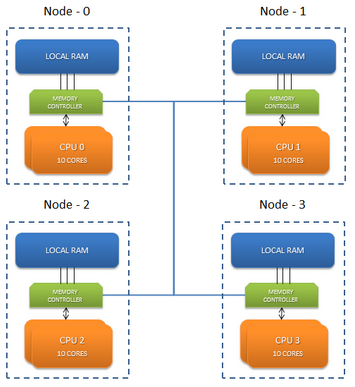 Node - 0
Node - 1
LOCAL RAM
LOCAL RAM
MEMORY
CONTROLLER
MEMORY
CONTROLLER
CPU 0
10 CORES
CPU 1
10 CORES
Node - 2
Node - 3
LOCAL RAM
LOCAL RAM
MEMORY
CONTROLLER
MEMORY
CONTROLLER
CPU 2
10 CORES
CPU 3
10 CORES